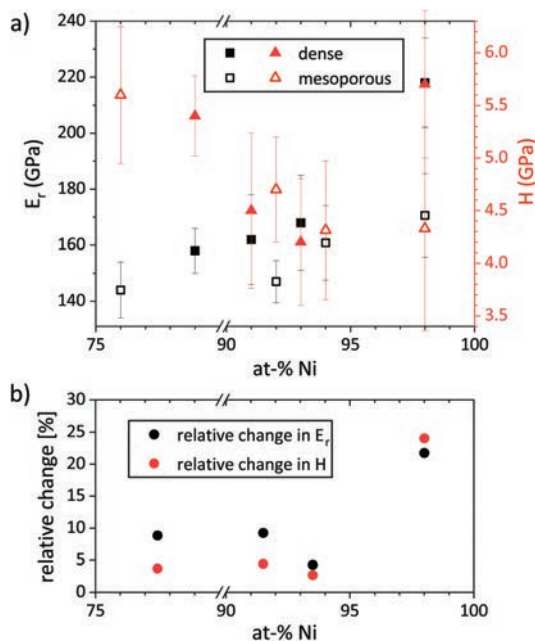 a)
240
220
200
180
160
140
E_r (GPa)
dense
mesoporous
6.0
5.5
5.0
4.5
4.0
3.5
H (GPa)
75
90
95
100
at-% Ni
b)
30
25
20
15
10
5
0
relative change [%]
relative change in E_r
relative change in H
75
90
95
100
at-% Ni